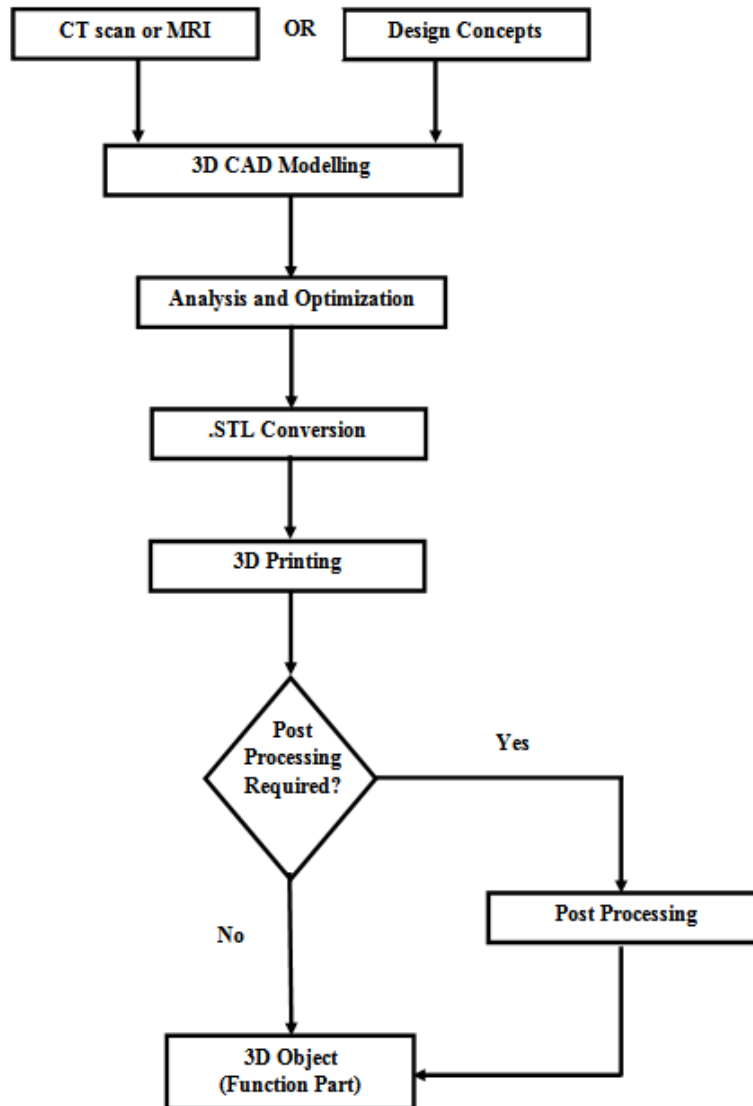 CT scan or MRI
OR
Design Concepts
3D CAD Modelling
Analysis and Optimization
.STL Conversion
3D Printing
Post
Processing
Required?
Yes
Post Processing
No
3D Object
(Function Part)